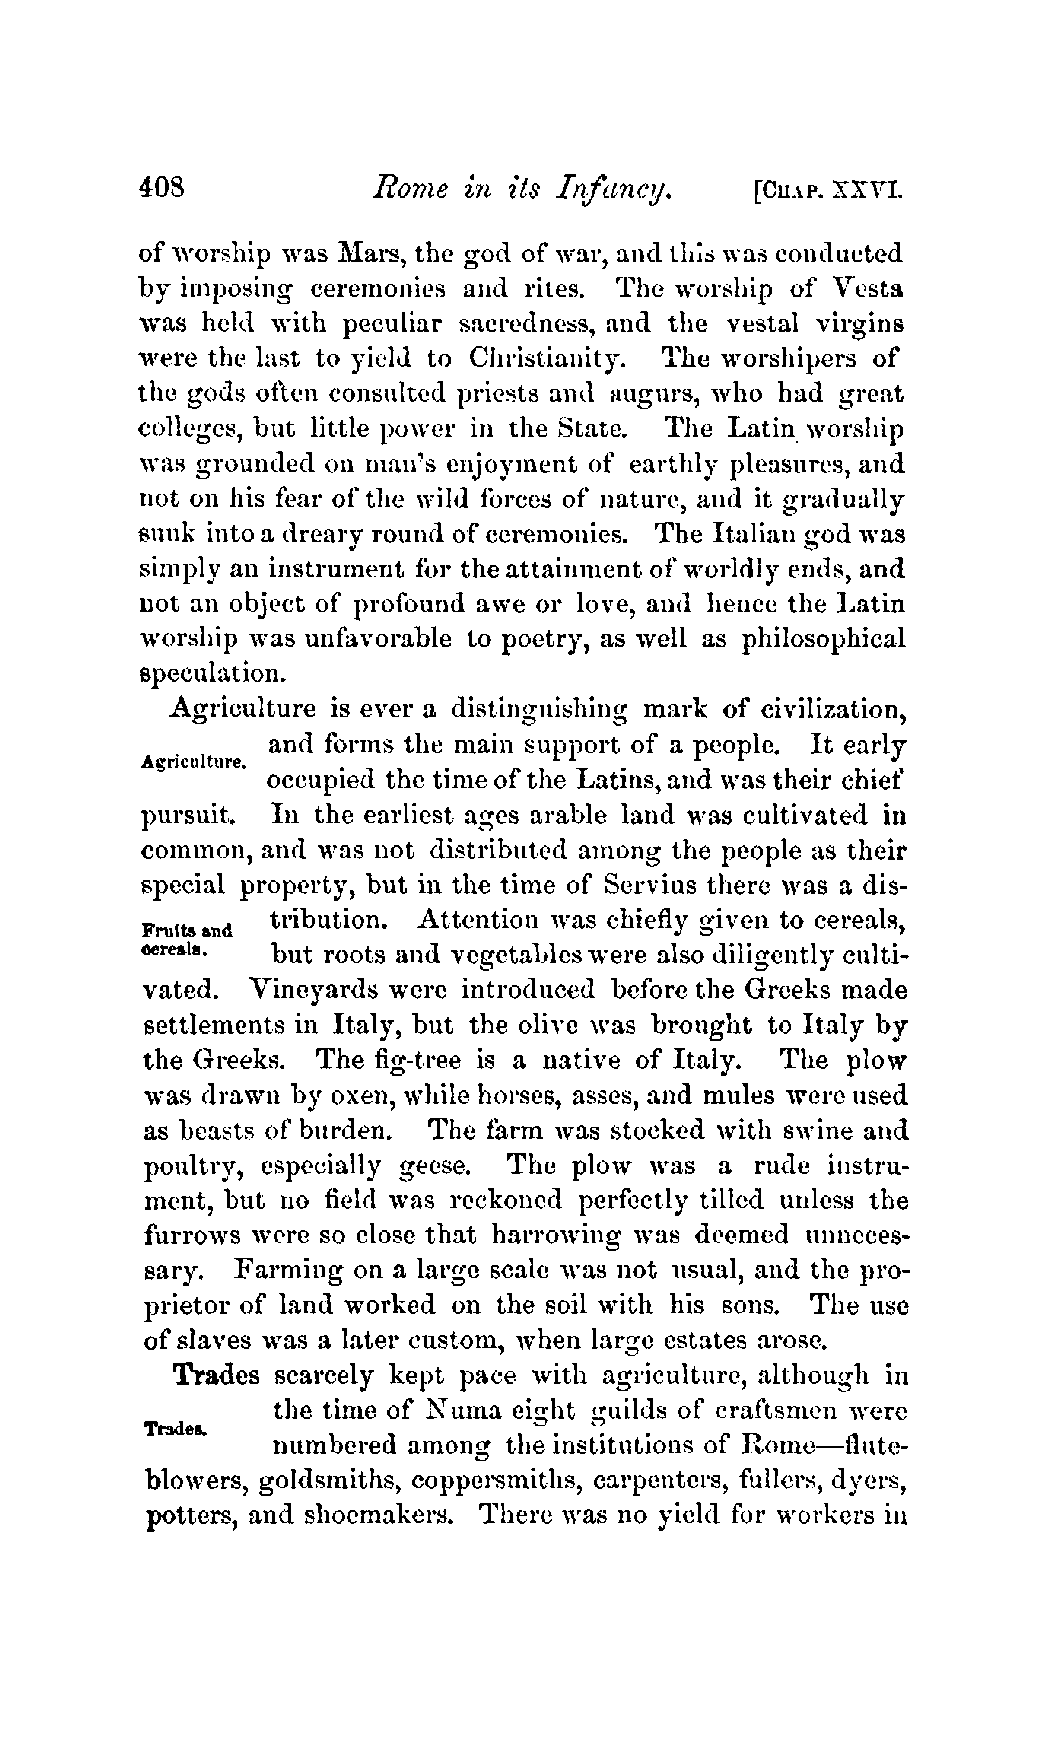 408 Rome in its Infancy. [CHAP. XXVI.
of worship was Mars, the god of war, and this was conducted
by imposing ceremonies and rites. The worship of Vesta
was held with peculiar sacredness, and the vestal virgins
were the last to yield to Christianity. The worshipers of
the gods often consulted priests and augurs, who had great
colleges, but little power in the State. The Latin worship
was grounded on man's enjoyment of earthly pleasures, and
not on his fear of the wild forces of nature, and it gradually
sunk into a dreary round of ceremonies. The Italian god was
simply an instrument for the attainment of worldly ends, and
not an object of profound awe or love, and hence the Latin
worship was unfavorable to poetry, as well as philosophical
speculation.
Agriculture is ever a distinguishing mark of civilization,
and forms the main support of a people. It early
Agriculture.
occupied the time of the Latins, and was their chief
pursuit. In the earliest ages arable land was cultivated in
common, and was not distributed among the people as their
special property, but in the time of Servius there was a dis-
tribution. Attention was chiefly given to cereals,
Fruits and
cereals.
but roots and vegetables were also diligently culti-
vated. Vineyards were introduced before the Greeks made
settlements in Italy, but the olive was brought to Italy by
the Greeks. The fig-tree is a native of Italy. The plow
was drawn by oxen, while horses, asses, and mules were used
as beasts of burden. The farm was stocked with swine and
poultry, especially geese. The plow was a rude instru-
ment, but no field was reckoned perfectly tilled unless the
furrows were so close that harrowing was deemed unneces-
sary. Farming on a large scale was not usual, and the pro-
prietor of land worked on the soil with his sons. The use
of slaves was a later custom, when large estates arose.
Trades scarcely kept pace with agriculture, although in
the time of Numa eight guilds of craftsmen were
Trades.
numbered among the institutions of Rome—flute-
blowers, goldsmiths, coppersmiths, carpenters, fullers, dyers,
potters, and shoemakers. There was no yield for workers in